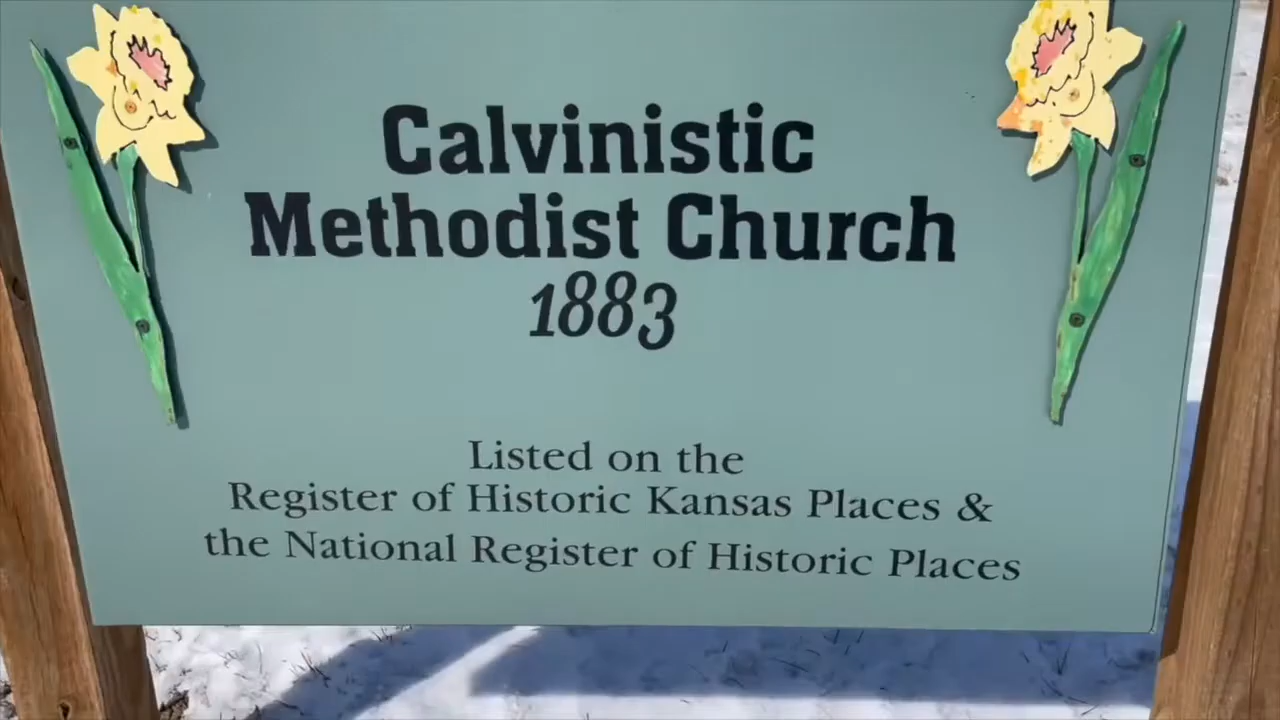 Calvinistic
Methodist Church
1883
Listed on the
Register of Historic Kansas Places &
the National Register of Historic Places